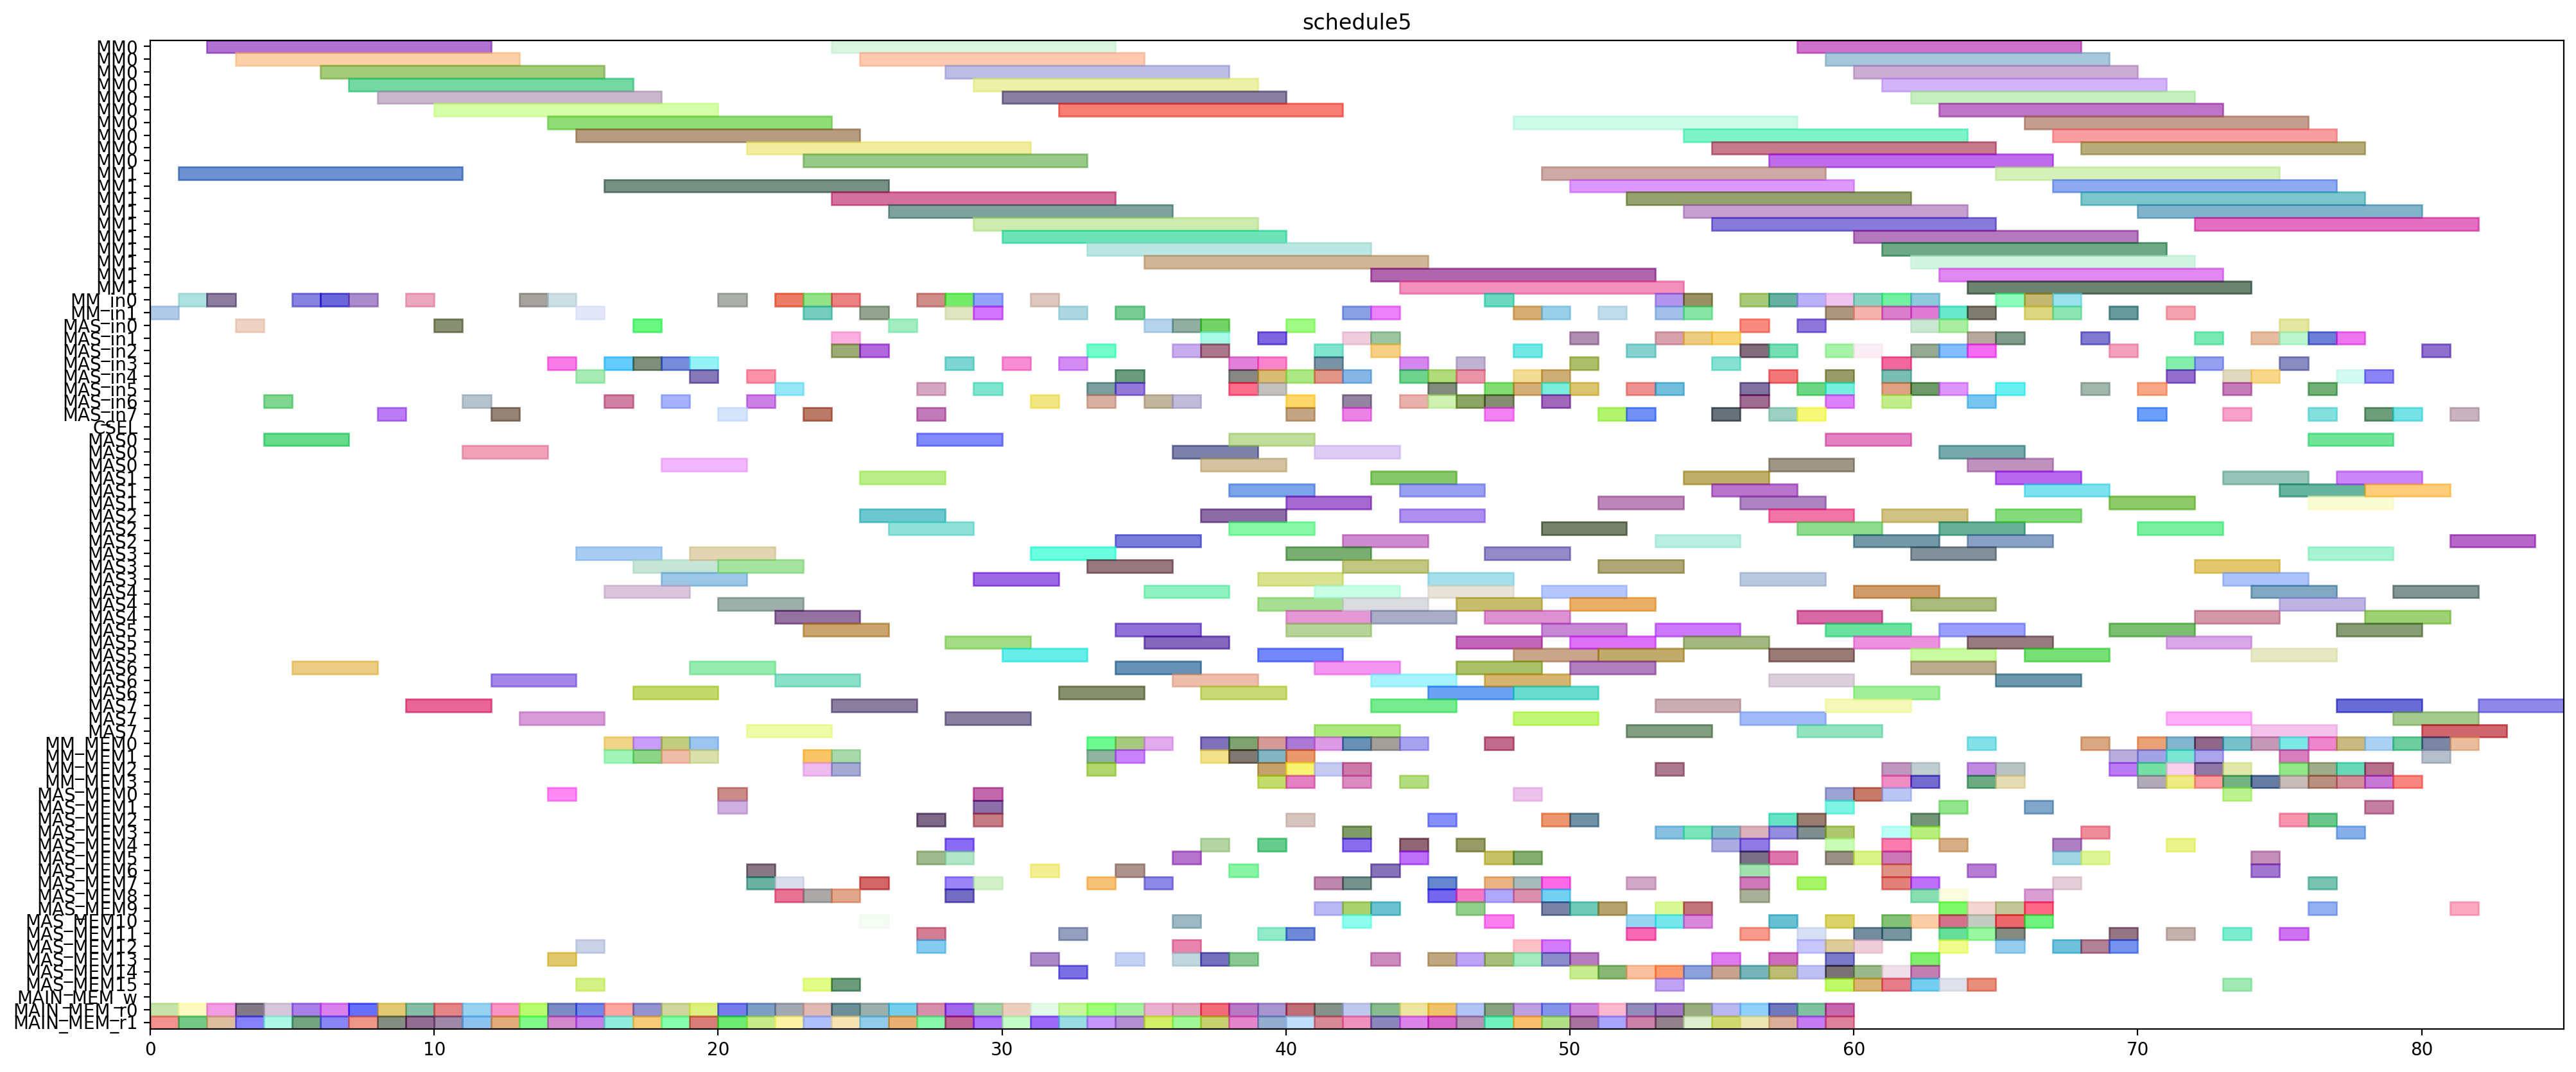 schedule5
MM0
MM0
MM0
MM0
MM0
MM0
MM0
MM0
MM0
MM0
MM1
MM1
MM1
MM1
MM1
MM1
MM1
MM1
MM1
MM1
MM_in0
MM_in1
MAS_in0
MAS_in1
MAS_in2
MAS_in3
MAS_in4
MAS_in5
MAS_in6
MAS_in7
CSEL
MAS0
MAS0
MAS0
MAS1
MAS1
MAS1
MAS2
MAS2
MAS2
MAS3
MAS3
MAS3
MAS4
MAS4
MAS4
MAS5
MAS5
MAS5
MAS6
MAS6
MAS6
MAS7
MAS7
MAS7
MM_MEM0
MM_MEM1
MM_MEM2
MM_MEM3
MAS_MEM0
MAS_MEM1
MAS_MEM2
MAS_MEM3
MAS_MEM4
MAS_MEM5
MAS_MEM6
MAS_MEM7
MAS_MEM8
MAS_MEM9
MAS_MEM10
MAS_MEM11
MAS_MEM12
MAS_MEM13
MAS_MEM14
MAS_MEM15
MAIN_MEM_w
MAIN_MEM_r0
MAIN_MEM_r1
0 10 20 30 40 50 60 70 80